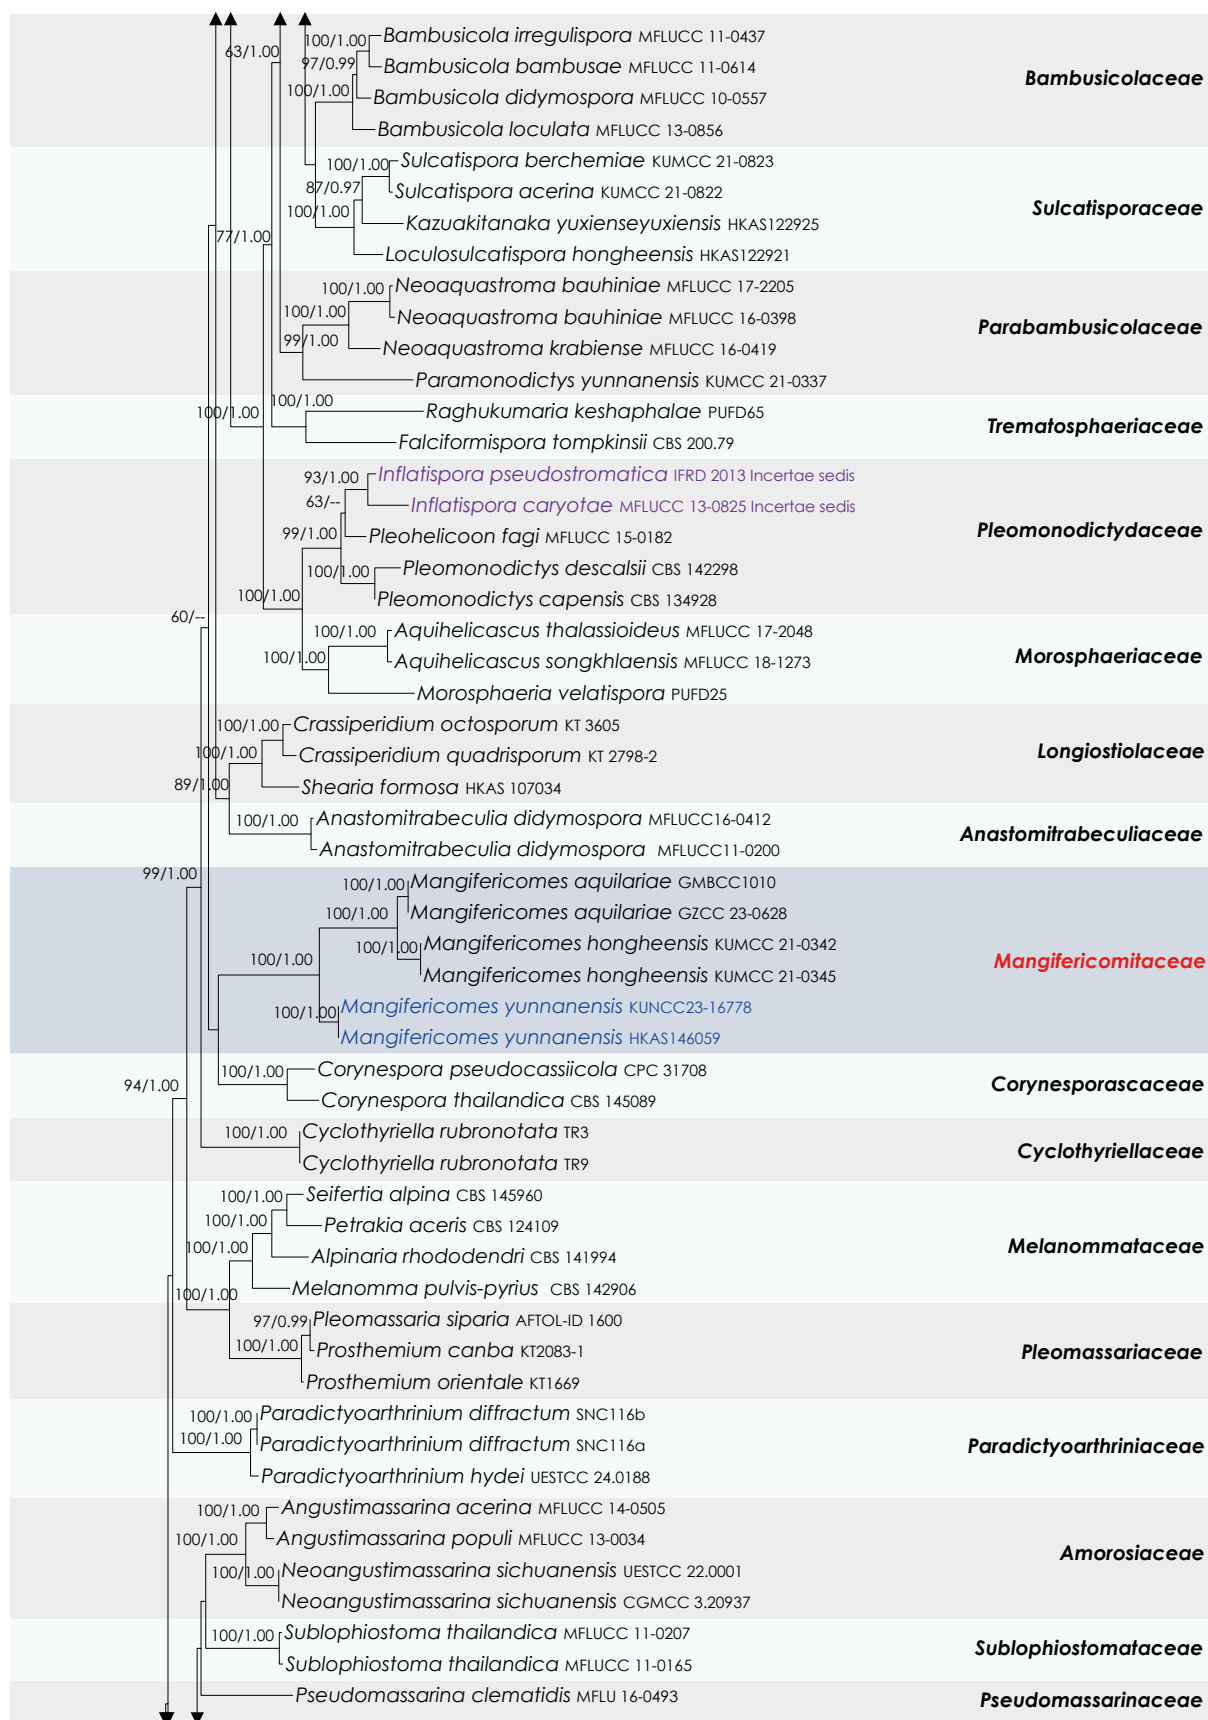 Bambusicola irregulispora MFLUCC 11-0437
100/1.00
63/1.00
Bambusicola bambusae MFLUCC 11-0614
97/0.99
Bambusicolaceae
100/1.00
Bambusicola didymospora MFLUCC 10-0557
Bambusicola loculata MFLUCC 13-0856
100/1.00
Sulcatispora berchemiae KUMCC 21-0823
87/0.97
Sulcatispora acerina KUMCC 21-0822
Sulcatisporaceae
100/1.00
Kazuakitanaka yuxienseyuxiensis HKAS122925
77/1.00
Loculosulcatispora hongheensis HKAS122921
100/1.00
Neoaquastroma bauhiniae MFLUCC 17-2205
100/1.00
Neoaquastroma bauhiniae MFLUCC 16-0398
Parabambusicolaceae
99/1.00
Neoaquastroma krabiense MFLUCC 16-0419
Paramonodictys yunnanensis KUMCC 21-0337
100/1.00
100/1.00
Raghukumaria keshaphalae PUFD65
Trematosphaeriaceae
Falciformispora tompkinsii CBS 200.79
93/1.00
Inflatispora pseudostromatica IFRD 2013 Incertae sedis
63/--
Inflatispora caryotae MFLUCC 13-0825 Incertae sedis
99/1.00
Pleohelicoon fagi MFLUCC 15-0182
Pleomonodictydaceae
100/1.00
Pleomonodictys descalsii CBS 142298
100/1.00
Pleomonodictys capensis CBS 134928
60/--
100/1.00
Aquihelicascus thalassioideus MFLUCC 17-2048
100/1.00
Aquihelicascus songkhlaensis MFLUCC 18-1273
Morosphaeriaceae
Morosphaeria velatispora PUFD25
100/1.00
Crassiperidium octosporum KT 3605
100/1.00
Crassiperidium quadrisporum KT 2798-2
Longiostiolaceae
89/1.00
Shearia formosa HKAS 107034
100/1.00
Anastomitrabeculia didymospora MFLUCC16-0412
Anastomitrabeculiaceae
Anastomitrabeculia didymospora MFLUCC11-0200
99/1.00
100/1.00
Mangifericomes aquilariae GMBCC1010
100/1.00
Mangifericomes aquilariae GZCC 23-0628
100/1.00
Mangifericomes hongheensis KUMCC 21-0342
100/1.00
Mangifericomes hongheensis KUMCC 21-0345
Mangifericomitaceae
100/1.00
Mangifericomes yunnanensis KUNCC23-16778
Mangifericomes yunnanensis HKAS146059
100/1.00
Corynespora pseudocassiicola CPC 31708
94/1.00
Corynesporascaceae
Corynespora thailandica CBS 145089
100/1.00
Cyclothyriella rubronotata TR3
Cyclothyriellaceae
Cyclothyriella rubronotata TR9
100/1.00
Seifertia alpina CBS 145960
100/1.00
Petrakia aceris CBS 124109
Melanommataceae
100/1.00
Alpinaria rhododendri CBS 141994
100/1.00
Melanomma pulvis-pyrius CBS 142906
97/0.99
Pleomassaria siparia AFTOL-ID 1600
100/1.00
Prosthemium canba KT2083-1
Pleomassariaceae
Prosthemium orientale KT1669
100/1.00
Paradictyoarthrinium diffractum SNC116b
100/1.00
Paradictyoarthrinium diffractum SNC116a
Paradictyoarthriniaceae
Paradictyoarthrinium hydei UESTCC 24.0188
100/1.00
Angustimassarina acerina MFLUCC 14-0505
100/1.00
Angustimassarina populi MFLUCC 13-0034
Amorosiaceae
100/1.00
Neoangustimassarina sichuanensis UESTCC 22.0001
Neoangustimassarina sichuanensis CGMCC 3.20937
100/1.00
Sublophiostoma thailandica MFLUCC 11-0207
Sublophiostomataceae
Sublophiostoma thailandica MFLUCC 11-0165
Pseudomassarina clematidis MFLU 16-0493
Pseudomassarinaceae